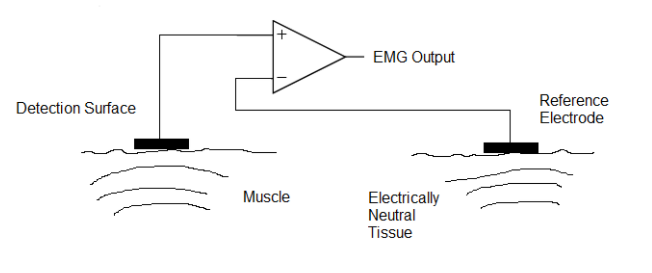 +
EMG Output
−
Detection Surface
Reference
Electrode
Muscle
Electrically
Neutral
Tissue